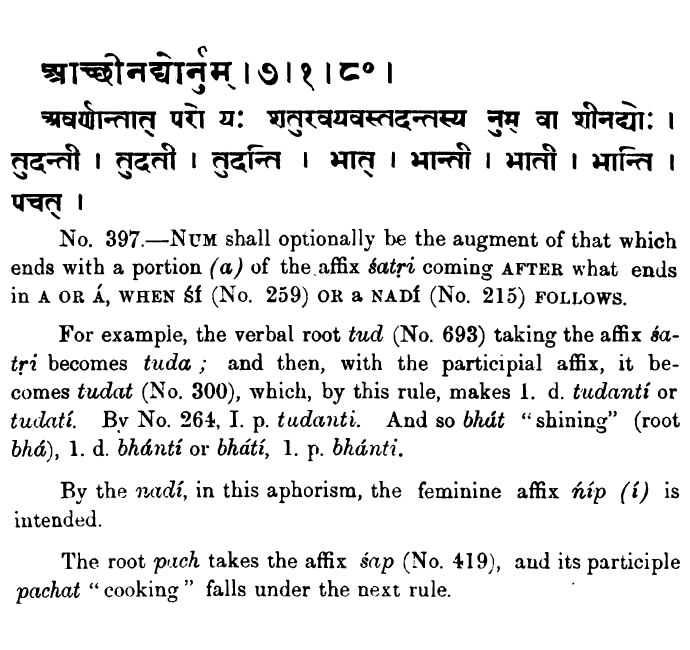 आच्छीनद्योर्नुम् । ७ । १ । ८० ।
अवर्णान्तात् परो यः शतुरवयवस्तदन्तस्य नुम् वा शीनद्योः ।
तुदन्ती । तुदती । तुदन्ति । भात् । भान्ती । भाती । भान्ति ।
पचत् ।
No. 397.—NUM shall optionally be the augment of that which
ends with a portion (a) of the affix śatṛi coming AFTER what ends
in A OR Á, WHEN ŚÍ (No. 259) OR a NADÍ (No. 215) FOLLOWS.
For example, the verbal root tud (No. 693) taking the affix śa-
tṛi becomes tuda ; and then, with the participial affix, it be-
comes tudat (No. 300), which, by this rule, makes 1. d. tudantí or
tudatí. By No. 264, I. p. tudanti. And so bhát “shining” (root
bhá), 1. d. bhántí or bhátí, 1. p. bhánti.
By the nadí, in this aphorism, the feminine affix ńíp (í) is
intended.
The root pach takes the affix śap (No. 419), and its participle
pachat “cooking” falls under the next rule.